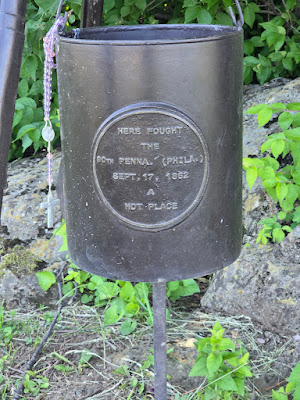 HERE FOUGHT
THE
90TH PENNA. (PHILA.)
SEPT. 17, 1862
A
HOT PLACE